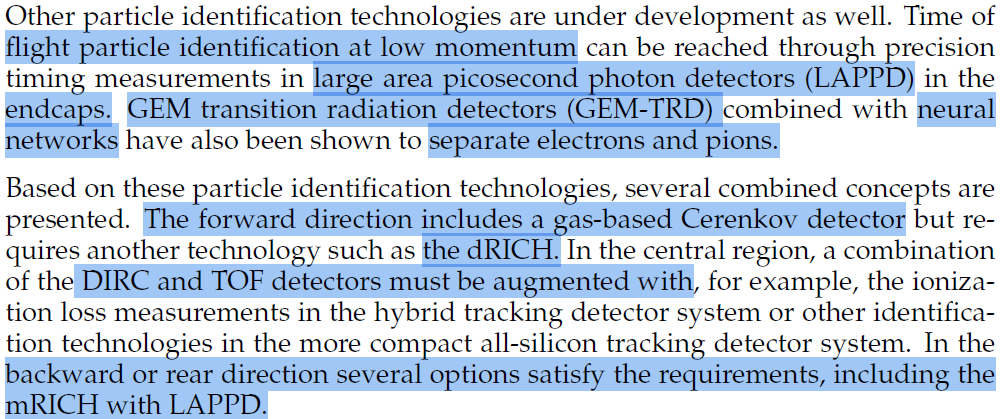 Other particle identification technologies are under development as well. Time of
flight particle identification at low momentum can be reached through precision
timing measurements in large area picosecond photon detectors (LAPPD) in the
endcaps. GEM transition radiation detectors (GEM-TRD) combined with neural
networks have also been shown to separate electrons and pions.
Based on these particle identification technologies, several combined concepts are
presented. The forward direction includes a gas-based Cerenkov detector but re-
quires another technology such as the dRICH. In the central region, a combination
of the DIRC and TOF detectors must be augmented with, for example, the ioniza-
tion loss measurements in the hybrid tracking detector system or other identifica-
tion technologies in the more compact all-silicon tracking detector system. In the
backward or rear direction several options satisfy the requirements, including the
mRICH with LAPPD.